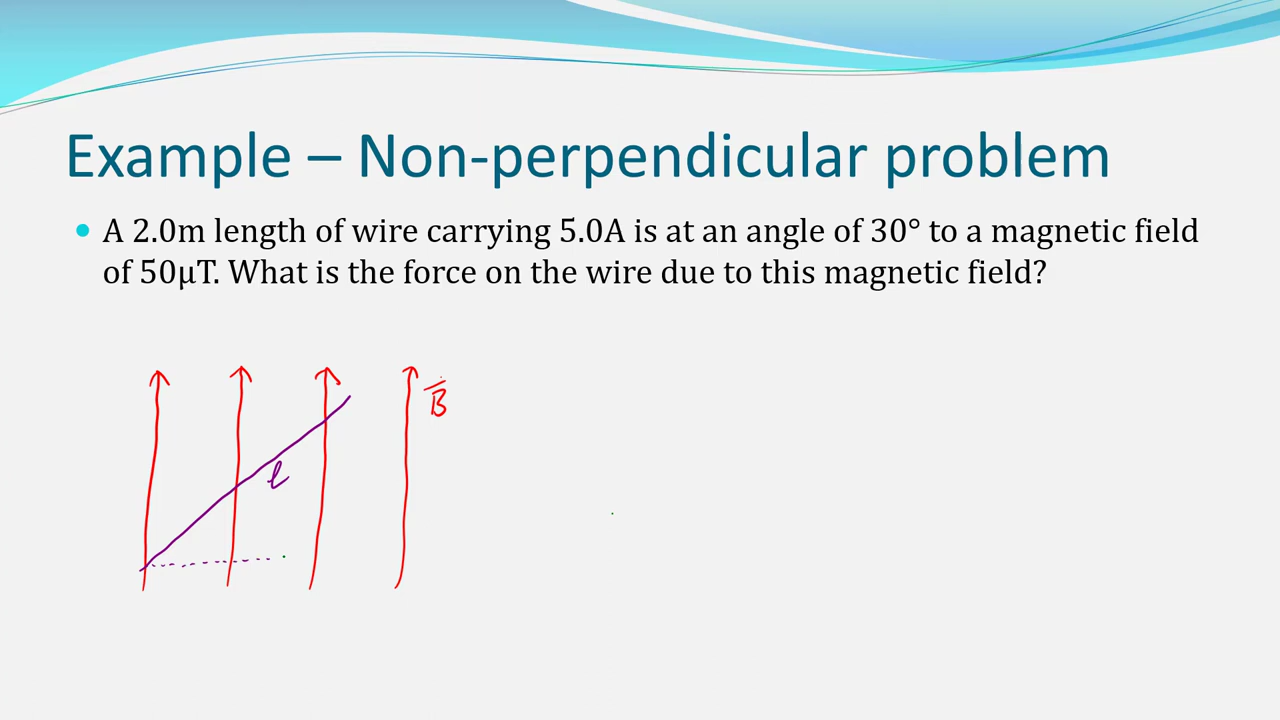 Example – Non-perpendicular problem
• A 2.0m length of wire carrying 5.0A is at an angle of 30° to a magnetic field
of 50μT. What is the force on the wire due to this magnetic field?
B
ℓ